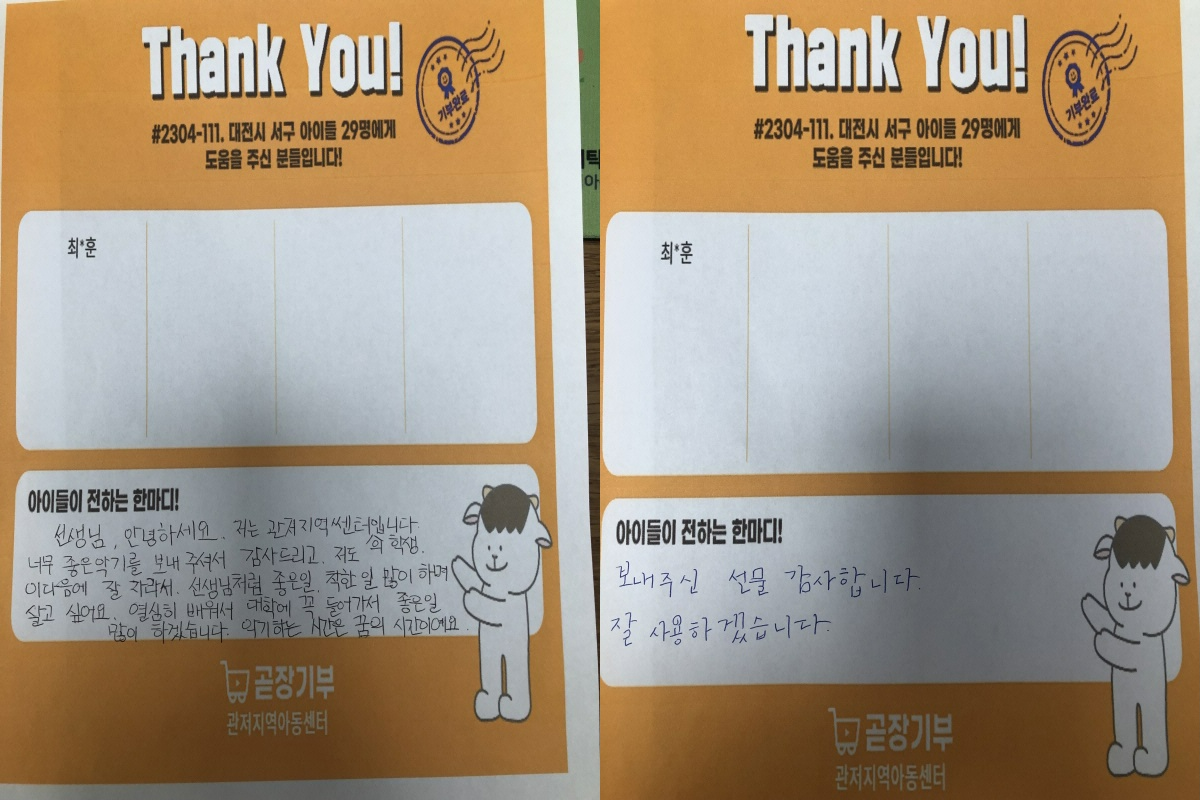 Thank You!
기부완료
#2304-111. 대전시 서구 아이들 29명에게
도움을 주신 분들입니다!
최*훈
아이들이 전하는 한마디!
선생님, 안녕하세요. 저는 관저지역쎈터입니다.
의 학생.
너무 좋은악기를 보내 주셔서 감사드리고, 저도
이다음에 잘 자라서. 선생님처럼 좋은일. 착한 일 많이 하며
살고 싶어요. 열심히 배워서 대학에 꼭 들어가서 좋은일
많이 하겠습니다. 악기하는 시간은 꿈의 시간이예요.
곧장기부
관저지역아동센터
아
Thank You!
기부완료
#2304-111. 대전시 서구 아이들 29명에게
도움을 주신 분들입니다!
최*훈
아이들이 전하는 한마디!
보내주신 선물 감사합니다.
잘 사용하겠습니다.
곧장기부
관저지역아동센터